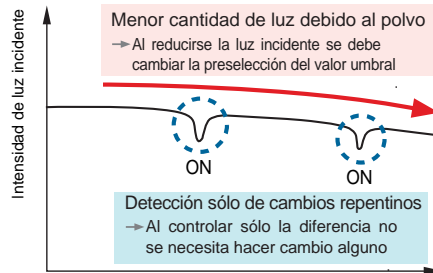 Menor cantidad de luz debido al polvo
→ Al reducirse la luz incidente se debe
cambiar la preselección del valor umbral
Intensidad de luz incidente
ON
ON
Detección sólo de cambios repentinos
→ Al controlar sólo la diferencia no
se necesita hacer cambio alguno